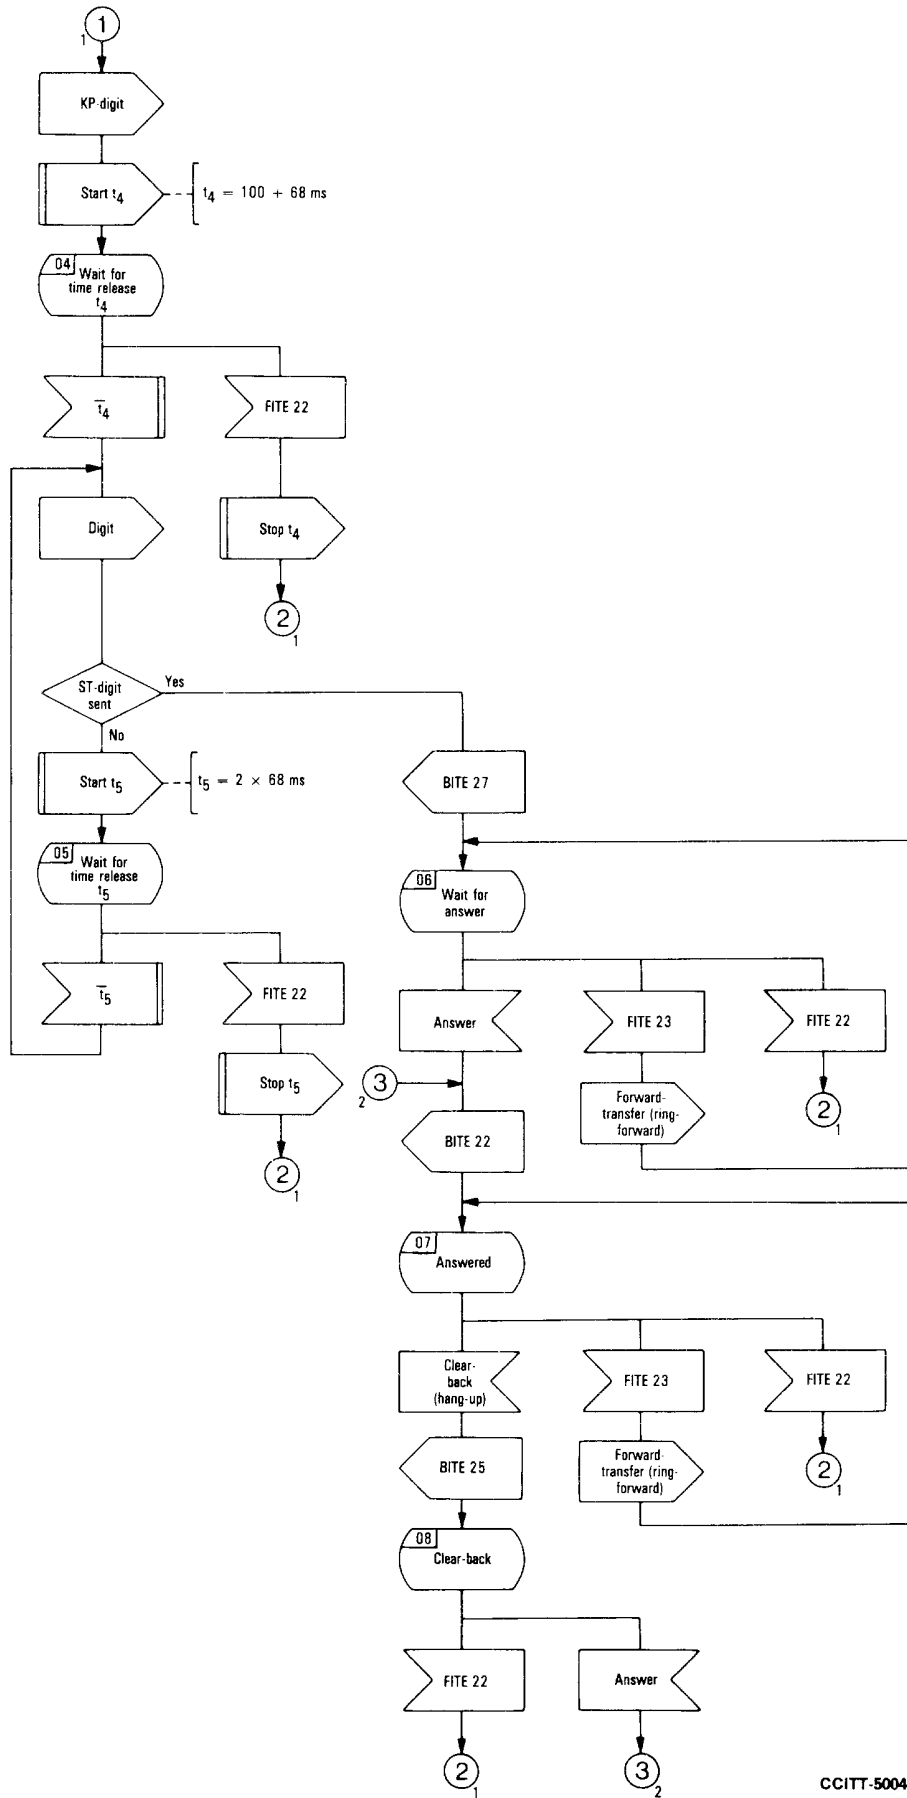 1
1
KP-digit
Start t4
t4 = 100 + 68 ms
04
Wait for
time release
t4
t̅4
FITE 22
Digit
Stop t4
2
1
ST-digit
sent
Yes
No
Start t5
t5 = 2 × 68 ms
BITE 27
05
Wait for
time release
t5
06
Wait for
answer
t̅5
FITE 22
Answer
FITE 23
FITE 22
Stop t5
3
2
Forward-
transfer (ring-
forward)
2
1
BITE 22
2
1
07
Answered
Clear-
back
(hang-up)
FITE 23
FITE 22
BITE 25
Forward-
transfer (ring-
forward)
2
1
08
Clear-back
FITE 22
Answer
2
1
3
2
CCITT-5004